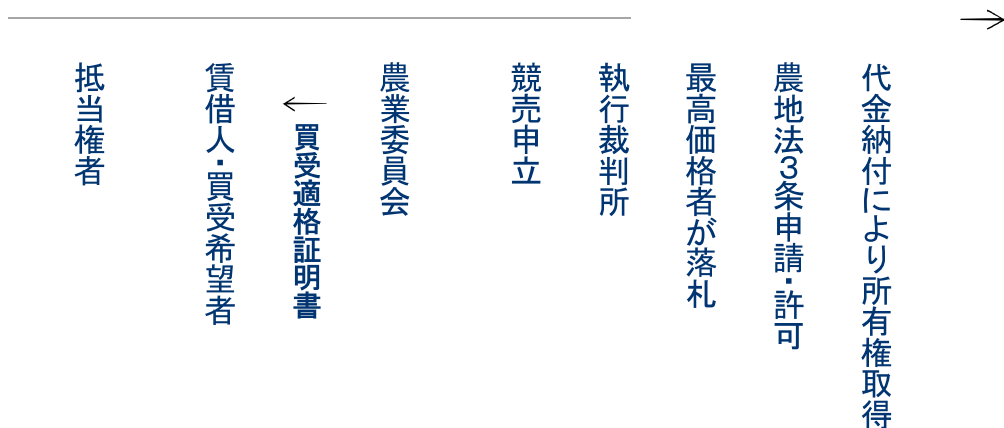 抵当権者
賃借人・買受希望者
買受適格証明書
農業委員会
競売申立
執行裁判所
最高価格者が落札
農地法３条申請・許可
代金納付により所有権取得